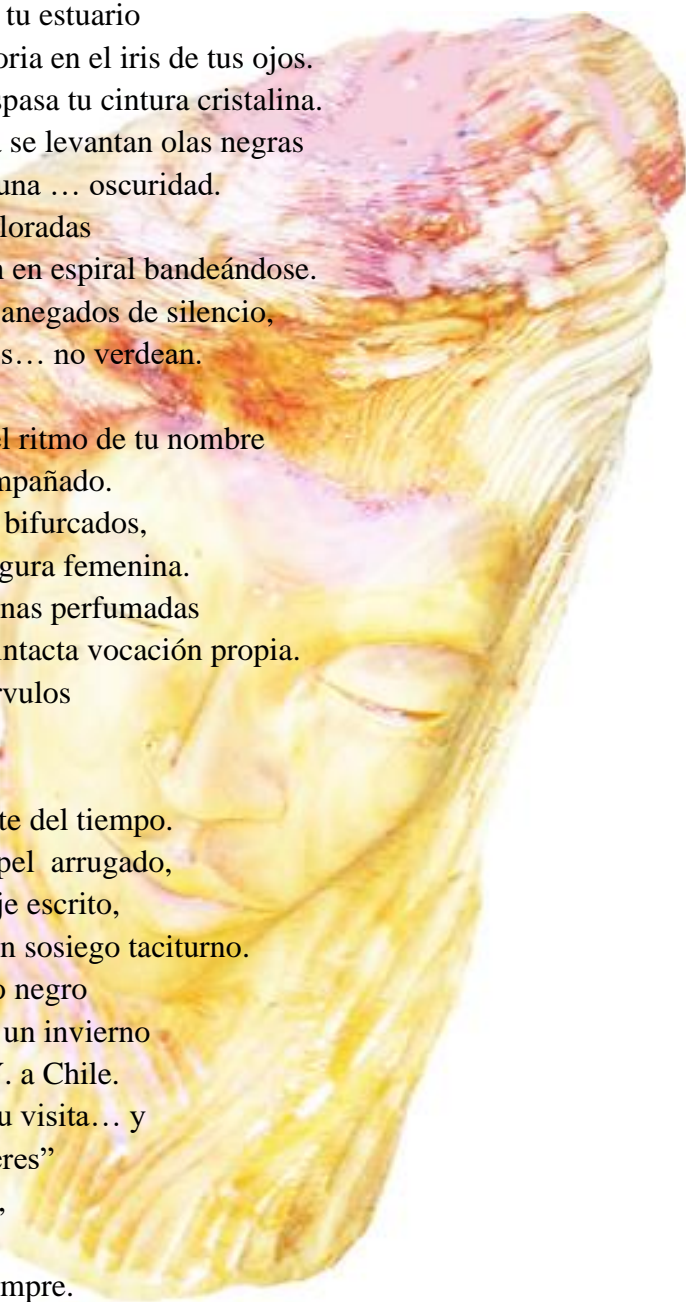 tu estuario
oria en el iris de tus ojos.
spasa tu cintura cristalina.
a se levantan olas negras
una … oscuridad.
loradas
n en espiral bandeándose.
anegados de silencio,
s… no verdean.
el ritmo de tu nombre
mpañado.
bifurcados,
gura femenina.
nas perfumadas
intacta vocación propia.
rvulos
te del tiempo.
pel arrugado,
je escrito,
n sosiego taciturno.
o negro
un invierno
. a Chile.
u visita… y
eres”
,
mpre.